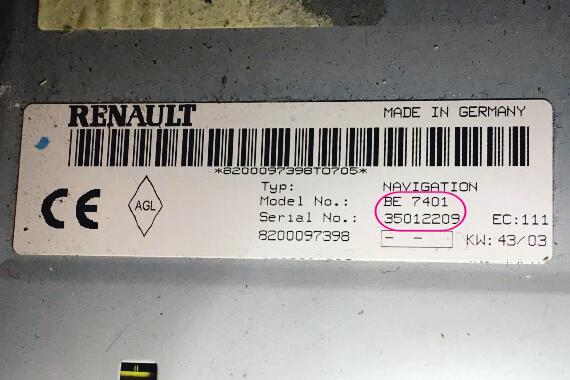 RENAULT MADE IN GERMANY
*8200097398T0705*
Typ: NAVIGATION
Model No.: BE 7401
Serial No.: 35012209 EC:111
8200097398 - - KW: 43/03
CE AGL